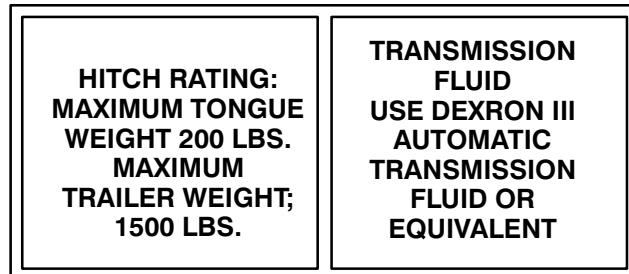 HITCH RATING:
MAXIMUM TONGUE
WEIGHT 200 LBS.
MAXIMUM
TRAILER WEIGHT;
1500 LBS.
TRANSMISSION
FLUID
USE DEXRON III
AUTOMATIC
TRANSMISSION
FLUID OR
EQUIVALENT